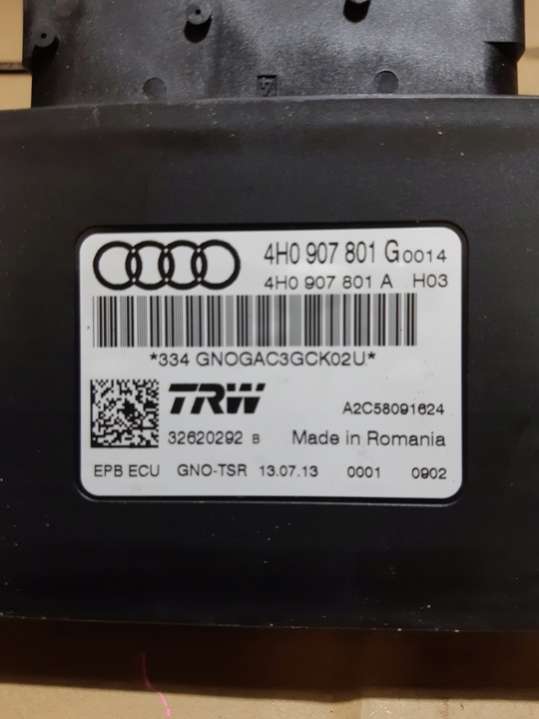 4H0 907 801 G 0014
4H0 907 801 A H03
*334 GNOGAC3GCK02U*
TRW
A2C58091624
32620292 B
Made in Romania
EPB ECU GNO-TSR 13.07.13 0001 0902